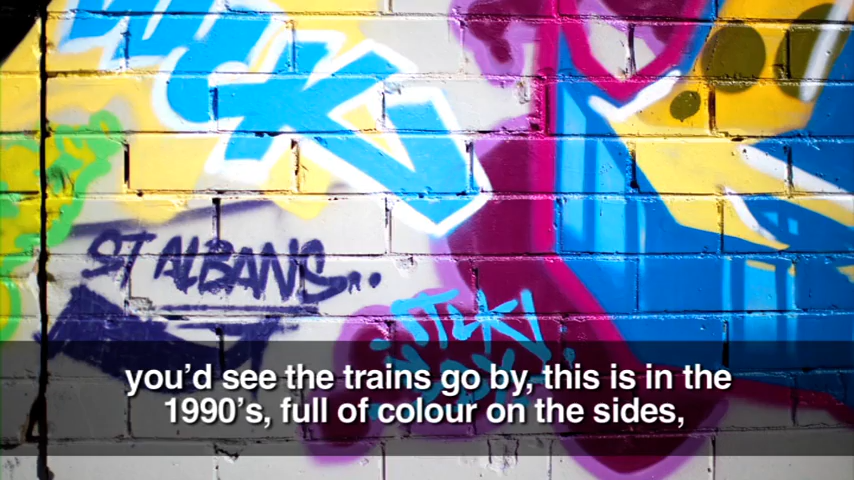 ST ALBANS..
you'd see the trains go by, this is in the
1990's, full of colour on the sides,